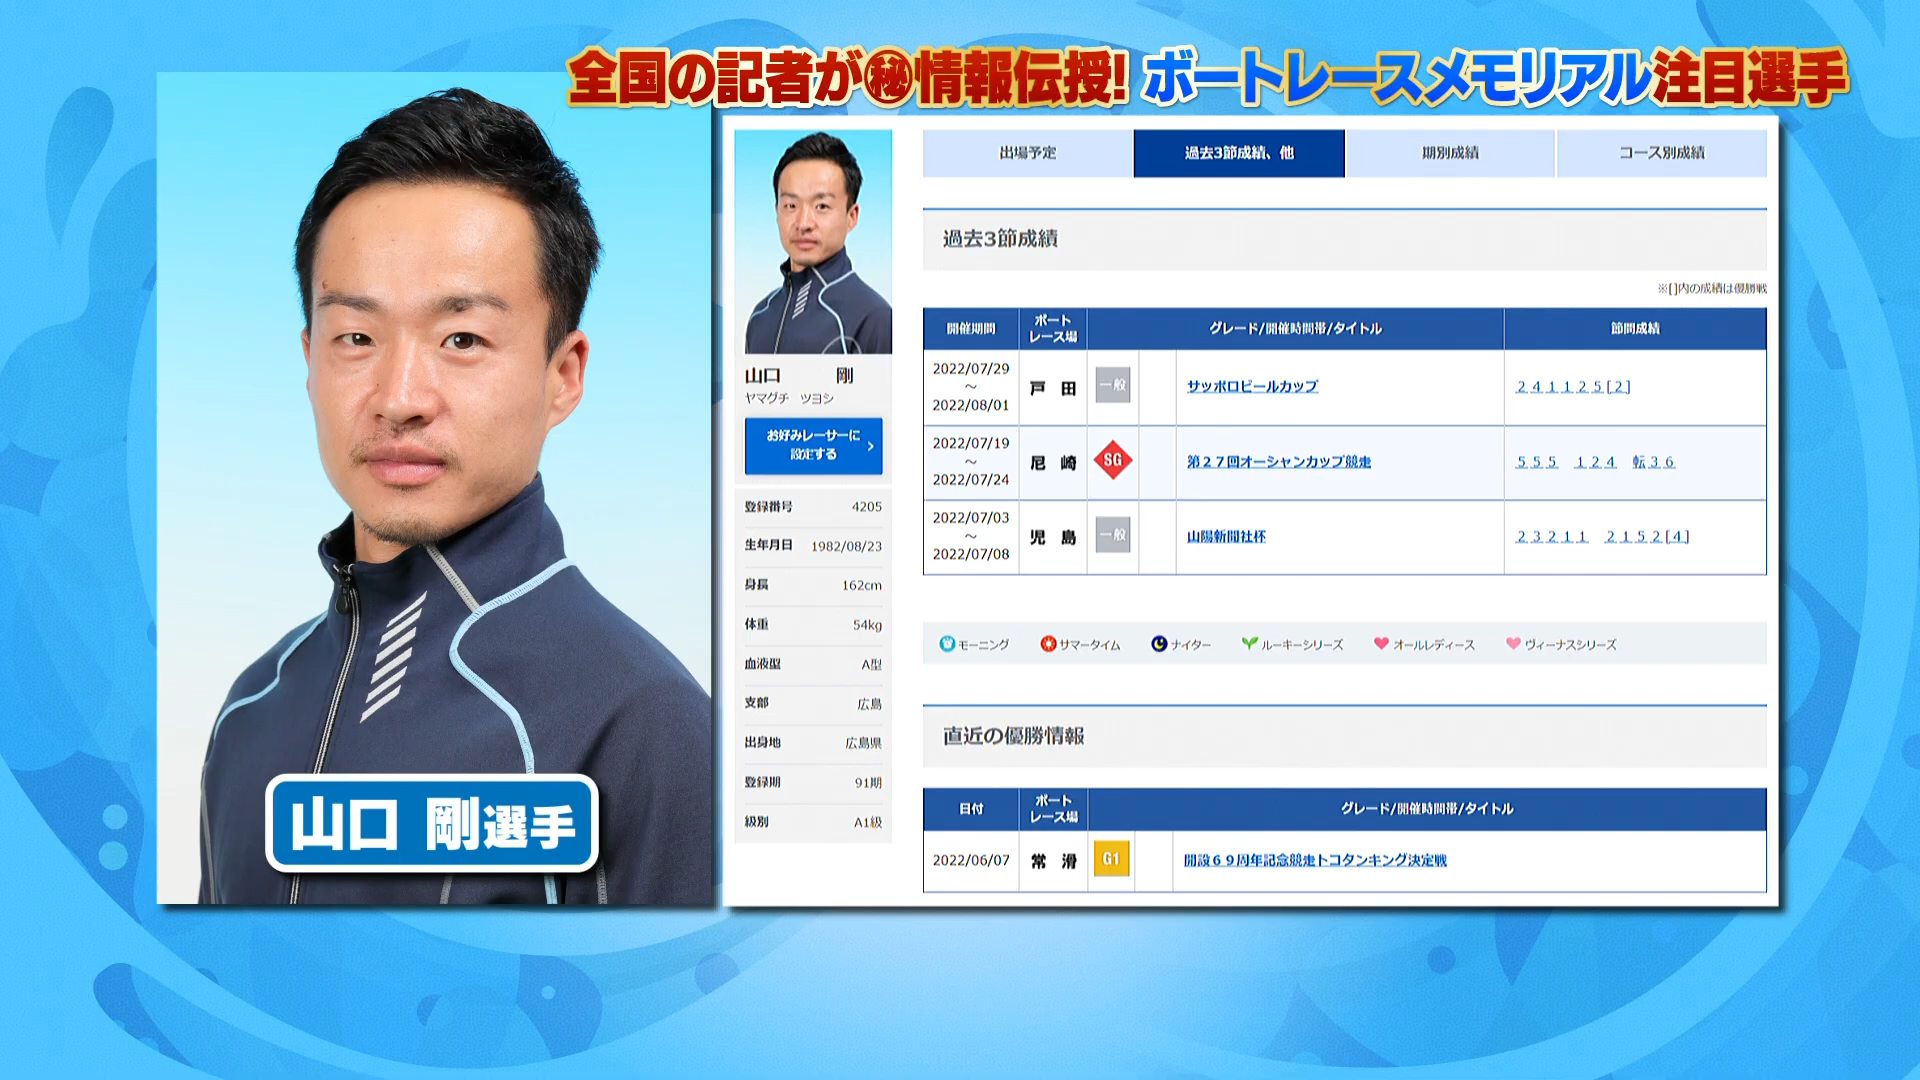 全国の記者が㊙情報伝授! ボートレースメモリアル注目選手
山口 剛選手
山口 剛
ヤマグチ ツヨシ
お好みレーサーに
設定する
登録番号 4205
生年月日 1982/08/23
身長 162cm
体重 54kg
血液型 A型
支部 広島
出身地 広島県
登録期 91期
級別 A1級
出場予定 過去3節成績、他 期別成績 コース別成績
過去3節成績
※[]内の成績は優勝戦
開催期間 ボートレース場 グレード/開催時間帯/タイトル 節間成績
2022/07/29～2022/08/01 戸田 一般 サッポロビールカップ 2 4 1 1 2 5 [2]
2022/07/19～2022/07/24 尼崎 SG 第27回オーシャンカップ競走 5 5 5 1 2 4 転 3 6
2022/07/03～2022/07/08 児島 一般 山陽新聞社杯 2 3 2 1 1 2 1 5 2 [4]
モーニング サマータイム ナイター ルーキーシリーズ オールレディース ヴィーナスシリーズ
直近の優勝情報
日付 ボートレース場 グレード/開催時間帯/タイトル
2022/06/07 常滑 G1 開設69周年記念競走トコタンキング決定戦